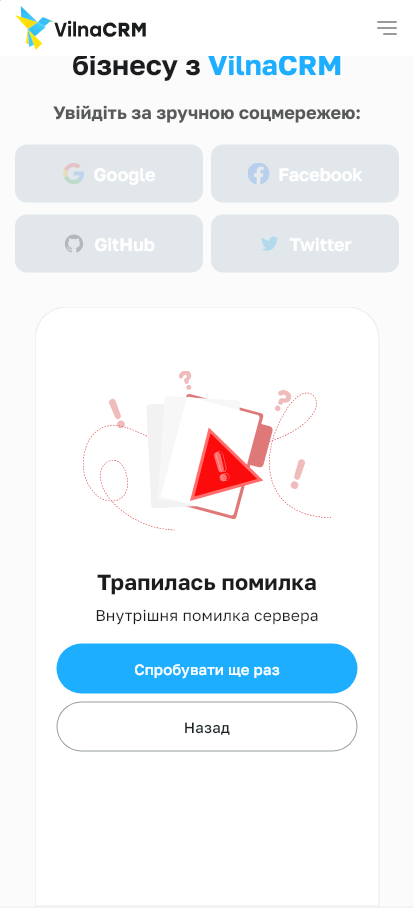 VilnaCRM
бізнесу з VilnaCRM
Увійдіть за зручною соцмережею:
Google
Facebook
GitHub
Twitter
Трапилась помилка
Внутрішня помилка сервера
Спробувати ще раз
Назад